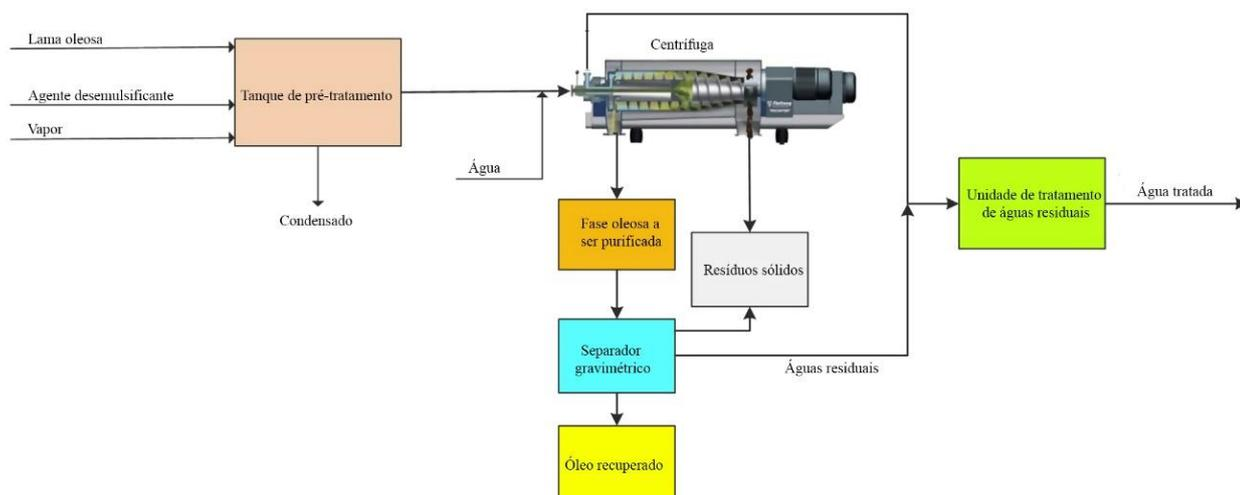 Lama oleosa
Agente desemulsificante
Vapor
Tanque de pré-tratamento
Condensado
Água
Centrífuga
Fase oleosa a
ser purificada
Resíduos sólidos
Separador
gravimétrico
Águas residuais
Óleo recuperado
Unidade de tratamento
de águas residuais
Água tratada